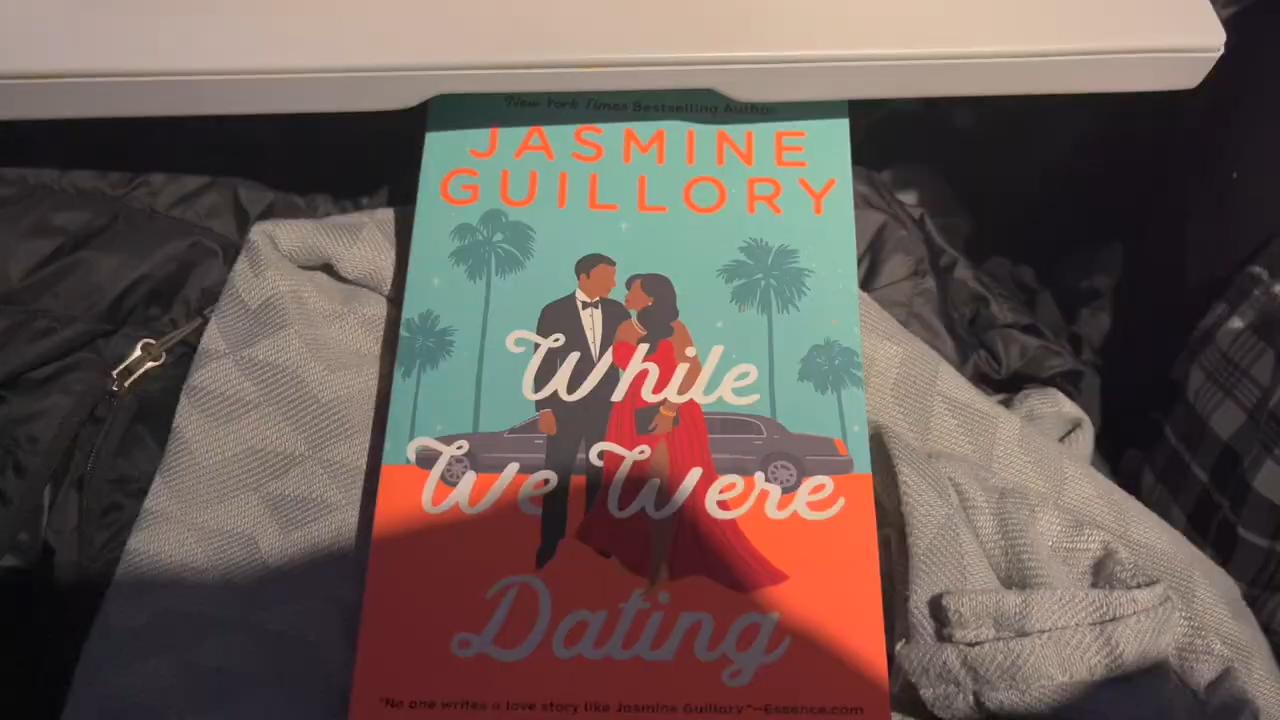 New York Times Bestselling Author
JASMINE
GUILLORY
While
We Were
Dating
"No one writes a love story like Jasmine Guillory"—Essence.com